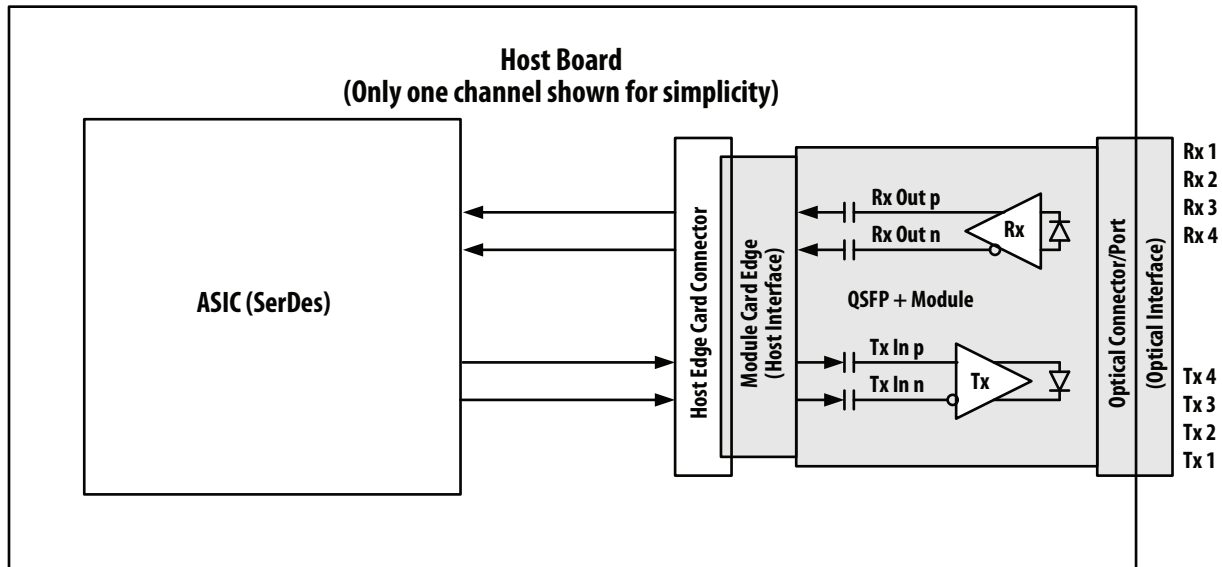 Host Board
(Only one channel shown for simplicity)
ASIC (SerDes)
Host Edge Card Connector
Module Card Edge
(Host Interface)
Rx Out p
Rx Out n
Rx
QSFP + Module
Tx In p
Tx In n
Tx
Optical Connector/Port
(Optical Interface)
Rx 1
Rx 2
Rx 3
Rx 4
Tx 4
Tx 3
Tx 2
Tx 1